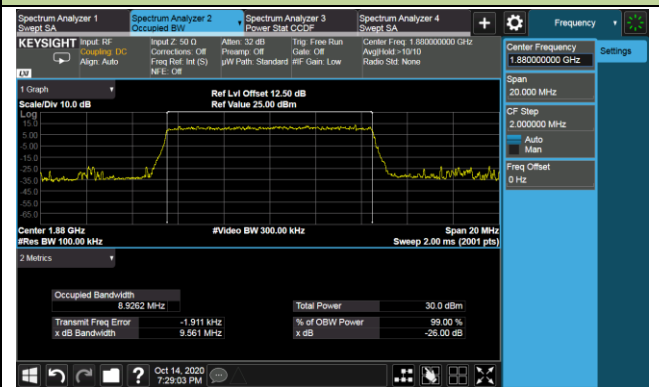 Spectrum Analyzer 1
Swept SA
Spectrum Analyzer 2
Occupied BW
Spectrum Analyzer 3
Power Stat CCDF
Spectrum Analyzer 4
Swept SA
+
Frequency
KEYSIGHT
Input: RF
Coupling: DC
Align: Auto
Input Z: 50 Ω
Corrections: Off
Freq Ref: Int (S)
NFE: Off
Atten: 32 dB
Preamp: Off
µW Path: Standard
Trig: Free Run
Gate: Off
#IF Gain: Low
Center Freq: 1.880000000 GHz
Avg|Hold:>10/10
Radio Std: None
LXI
Center Frequency
1.880000000 GHz
Settings
Span
20.000 MHz
CF Step
2.000000 MHz
Auto
Man
Freq Offset
0 Hz
1 Graph
Scale/Div 10.0 dB
Ref Lvl Offset 12.50 dB
Ref Value 25.00 dBm
Log
15.0
5.00
-5.00
-15.0
-25.0
-35.0
-45.0
-55.0
-65.0
Center 1.88 GHz
#Video BW 300.00 kHz
Span 20 MHz
#Res BW 100.00 kHz
Sweep 2.00 ms (2001 pts)
2 Metrics
Occupied Bandwidth
8.9262 MHz
Total Power 30.0 dBm
Transmit Freq Error -1.911 kHz
% of OBW Power 99.00 %
x dB Bandwidth 9.561 MHz
x dB -26.00 dB
?
Oct 14, 2020
7:29:03 PM